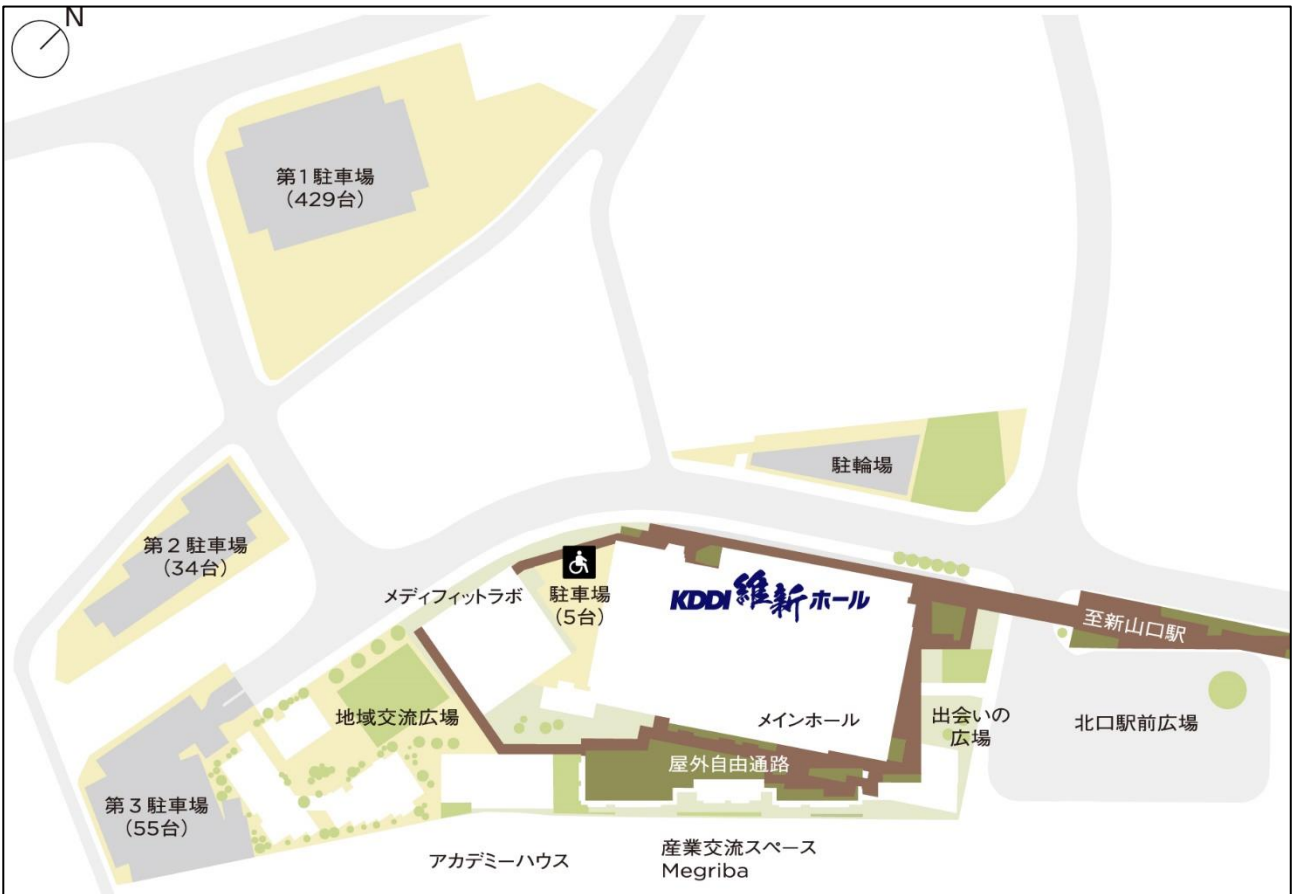 N
第1駐車場
(429台)
駐輪場
第2駐車場
(34台)
メディフィットラボ
駐車場
(5台)
KDDI 維新ホール
至新山口駅
地域交流広場
メインホール
出会いの
広場
北口駅前広場
屋外自由通路
第3駐車場
(55台)
アカデミーハウス
産業交流スペース
Megriba